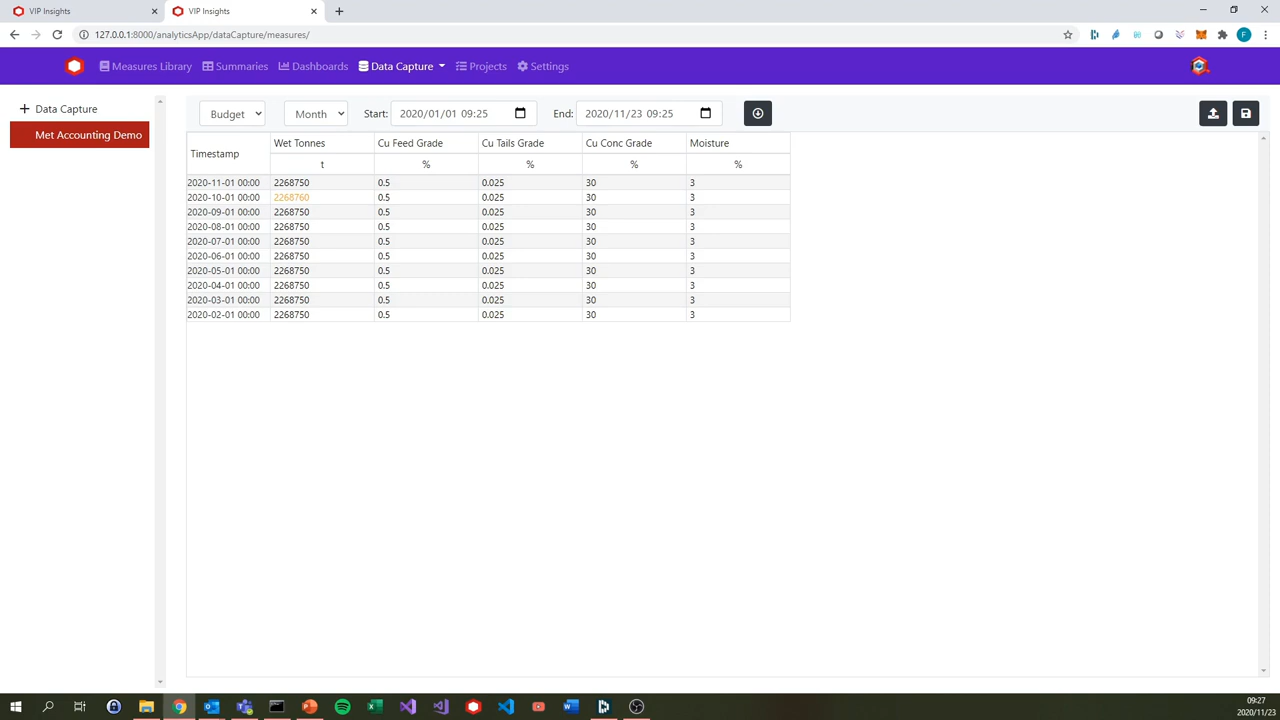 VIP Insights
VIP Insights
127.0.0.1:8000/analyticsApp/dataCapture/measures/
F
Measures Library Summaries Dashboards Data Capture Projects Settings
Data Capture
Met Accounting Demo
Budget Month Start: 2020/01/01 09:25 End: 2020/11/23 09:25
Timestamp Wet Tonnes Cu Feed Grade Cu Tails Grade Cu Conc Grade Moisture
t % % % %
2020-11-01 00:00 2268750 0.5 0.025 30 3
2020-10-01 00:00 2268760 0.5 0.025 30 3
2020-09-01 00:00 2268750 0.5 0.025 30 3
2020-08-01 00:00 2268750 0.5 0.025 30 3
2020-07-01 00:00 2268750 0.5 0.025 30 3
2020-06-01 00:00 2268750 0.5 0.025 30 3
2020-05-01 00:00 2268750 0.5 0.025 30 3
2020-04-01 00:00 2268750 0.5 0.025 30 3
2020-03-01 00:00 2268750 0.5 0.025 30 3
2020-02-01 00:00 2268750 0.5 0.025 30 3
09:27
2020/11/23